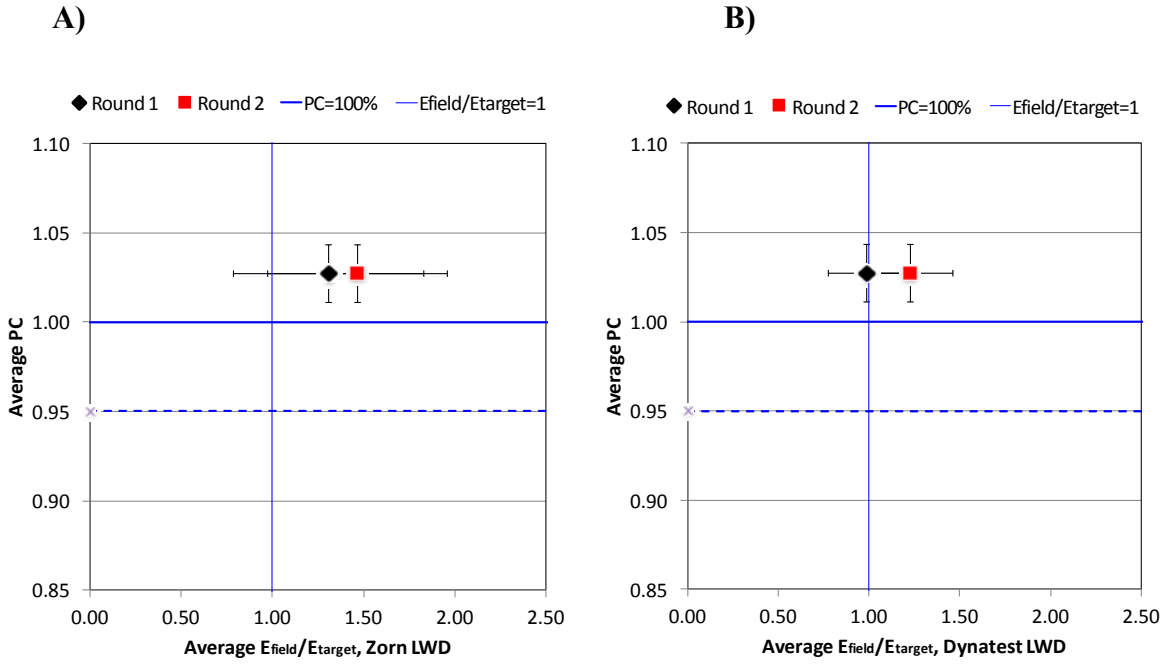 A)
B)
Round 1 Round 2 PC=100% Efield/Etarget=1
1.10
1.05
1.00
0.95
0.90
0.85
Average PC
0.00 0.50 1.00 1.50 2.00 2.50
Average Efield/Etarget, Zorn LWD
Round 1 Round 2 PC=100% Efield/Etarget=1
1.10
1.05
1.00
0.95
0.90
0.85
Average PC
0.00 0.50 1.00 1.50 2.00 2.50
Average Efield/Etarget, Dynatest LWD